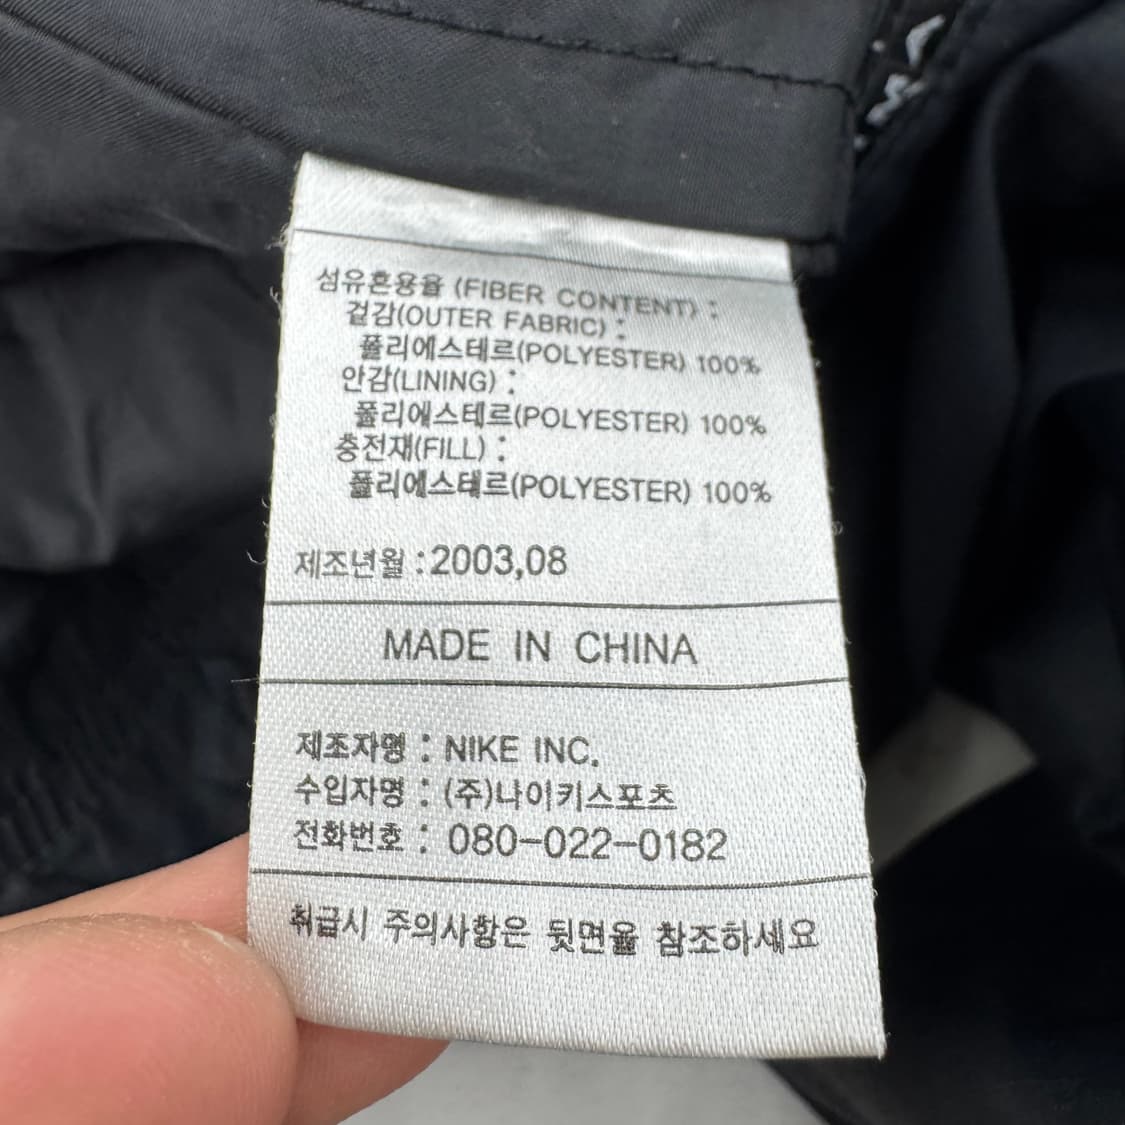 섬유혼용율 (FIBER CONTENT) :
겉감(OUTER FABRIC) :
폴리에스테르(POLYESTER) 100%
안감(LINING) :
폴리에스테르(POLYESTER) 100%
충전재(FILL) :
폴리에스테르(POLYESTER) 100%
제조년월 : 2003,08
MADE IN CHINA
제조자명 : NIKE INC.
수입자명 : (주)나이키스포츠
전화번호 : 080-022-0182
취급시 주의사항은 뒷면을 참조하세요